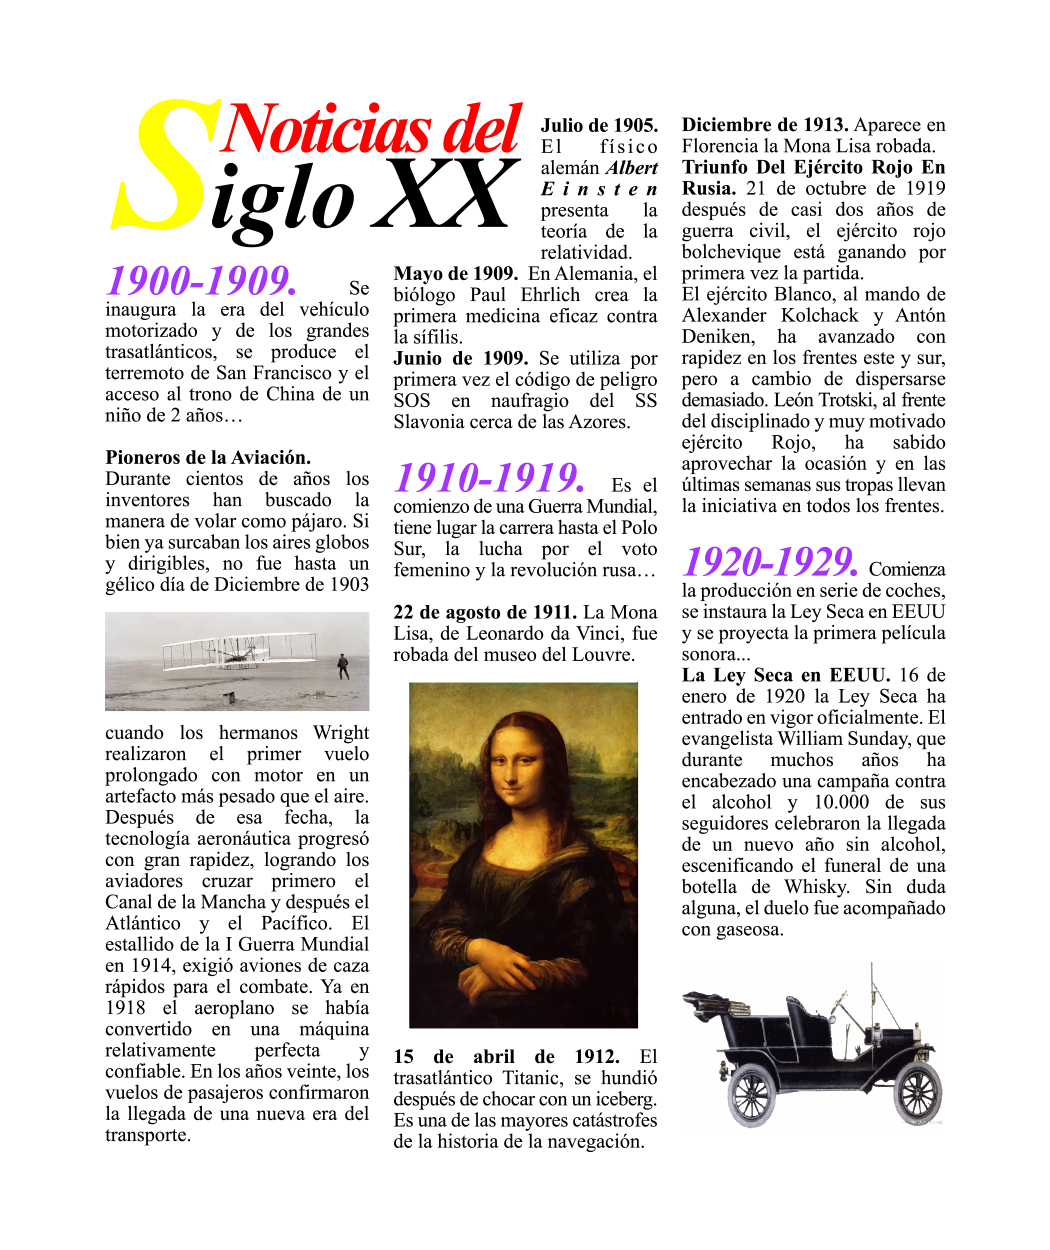 Noticias del
Siglo XX
1900-1909. Se
inaugura la era del vehículo
motorizado y de los grandes
trasatlánticos, se produce el
terremoto de San Francisco y el
acceso al trono de China de un
niño de 2 años…
Pioneros de la Aviación.
Durante cientos de años los
inventores han buscado la
manera de volar como pájaro. Si
bien ya surcaban los aires globos
y dirigibles, no fue hasta un
gélico día de Diciembre de 1903
cuando los hermanos Wright
realizaron el primer vuelo
prolongado con motor en un
artefacto más pesado que el aire.
Después de esa fecha, la
tecnología aeronáutica progresó
con gran rapidez, logrando los
aviadores cruzar primero el
Canal de la Mancha y después el
Atlántico y el Pacífico. El
estallido de la I Guerra Mundial
en 1914, exigió aviones de caza
rápidos para el combate. Ya en
1918 el aeroplano se había
convertido en una máquina
relativamente perfecta y
confiable. En los años veinte, los
vuelos de pasajeros confirmaron
la llegada de una nueva era del
transporte.
Julio de 1905.
El físico
alemán Albert
Einsten
presenta la
teoría de la
relatividad.
Mayo de 1909. En Alemania, el
biólogo Paul Ehrlich crea la
primera medicina eficaz contra
la sífilis.
Junio de 1909. Se utiliza por
primera vez el código de peligro
SOS en naufragio del SS
Slavonia cerca de las Azores.
1910-1919. Es el
comienzo de una Guerra Mundial,
tiene lugar la carrera hasta el Polo
Sur, la lucha por el voto
femenino y la revolución rusa…
22 de agosto de 1911. La Mona
Lisa, de Leonardo da Vinci, fue
robada del museo del Louvre.
15 de abril de 1912. El
trasatlántico Titanic, se hundió
después de chocar con un iceberg.
Es una de las mayores catástrofes
de la historia de la navegación.
Diciembre de 1913. Aparece en
Florencia la Mona Lisa robada.
Triunfo Del Ejército Rojo En
Rusia. 21 de octubre de 1919
después de casi dos años de
guerra civil, el ejército rojo
bolchevique está ganando por
primera vez la partida.
El ejército Blanco, al mando de
Alexander Kolchack y Antón
Deniken, ha avanzado con
rapidez en los frentes este y sur,
pero a cambio de dispersarse
demasiado. León Trotski, al frente
del disciplinado y muy motivado
ejército Rojo, ha sabido
aprovechar la ocasión y en las
últimas semanas sus tropas llevan
la iniciativa en todos los frentes.
1920-1929. Comienza
la producción en serie de coches,
se instaura la Ley Seca en EEUU
y se proyecta la primera película
sonora...
La Ley Seca en EEUU. 16 de
enero de 1920 la Ley Seca ha
entrado en vigor oficialmente. El
evangelista William Sunday, que
durante muchos años ha
encabezado una campaña contra
el alcohol y 10.000 de sus
seguidores celebraron la llegada
de un nuevo año sin alcohol,
escenificando el funeral de una
botella de Whisky. Sin duda
alguna, el duelo fue acompañado
con gaseosa.